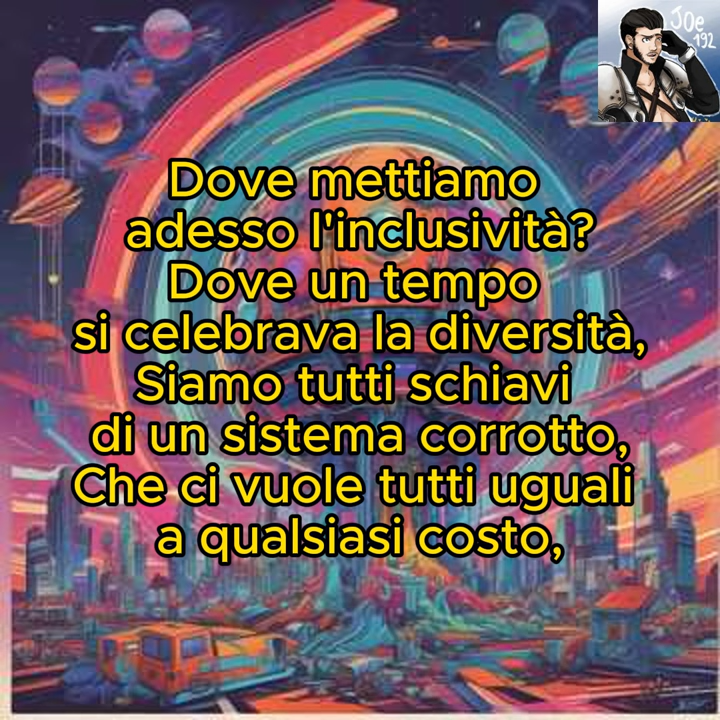 JOe
192
Dove mettiamo
adesso l'inclusività?
Dove un tempo
si celebrava la diversità,
Siamo tutti schiavi
di un sistema corrotto,
Che ci vuole tutti uguali
a qualsiasi costo,